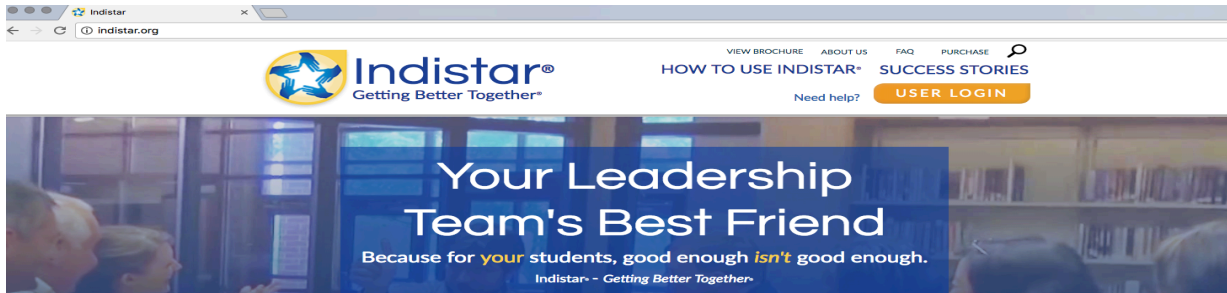 Indistar
indistar.org
VIEW BROCHURE ABOUT US FAQ PURCHASE
Indistar®
HOW TO USE INDISTAR® SUCCESS STORIES
Getting Better Together®
Need help? USER LOGIN
Your Leadership
Team's Best Friend
Because for your students, good enough isn't good enough.
Indistar® - Getting Better Together®